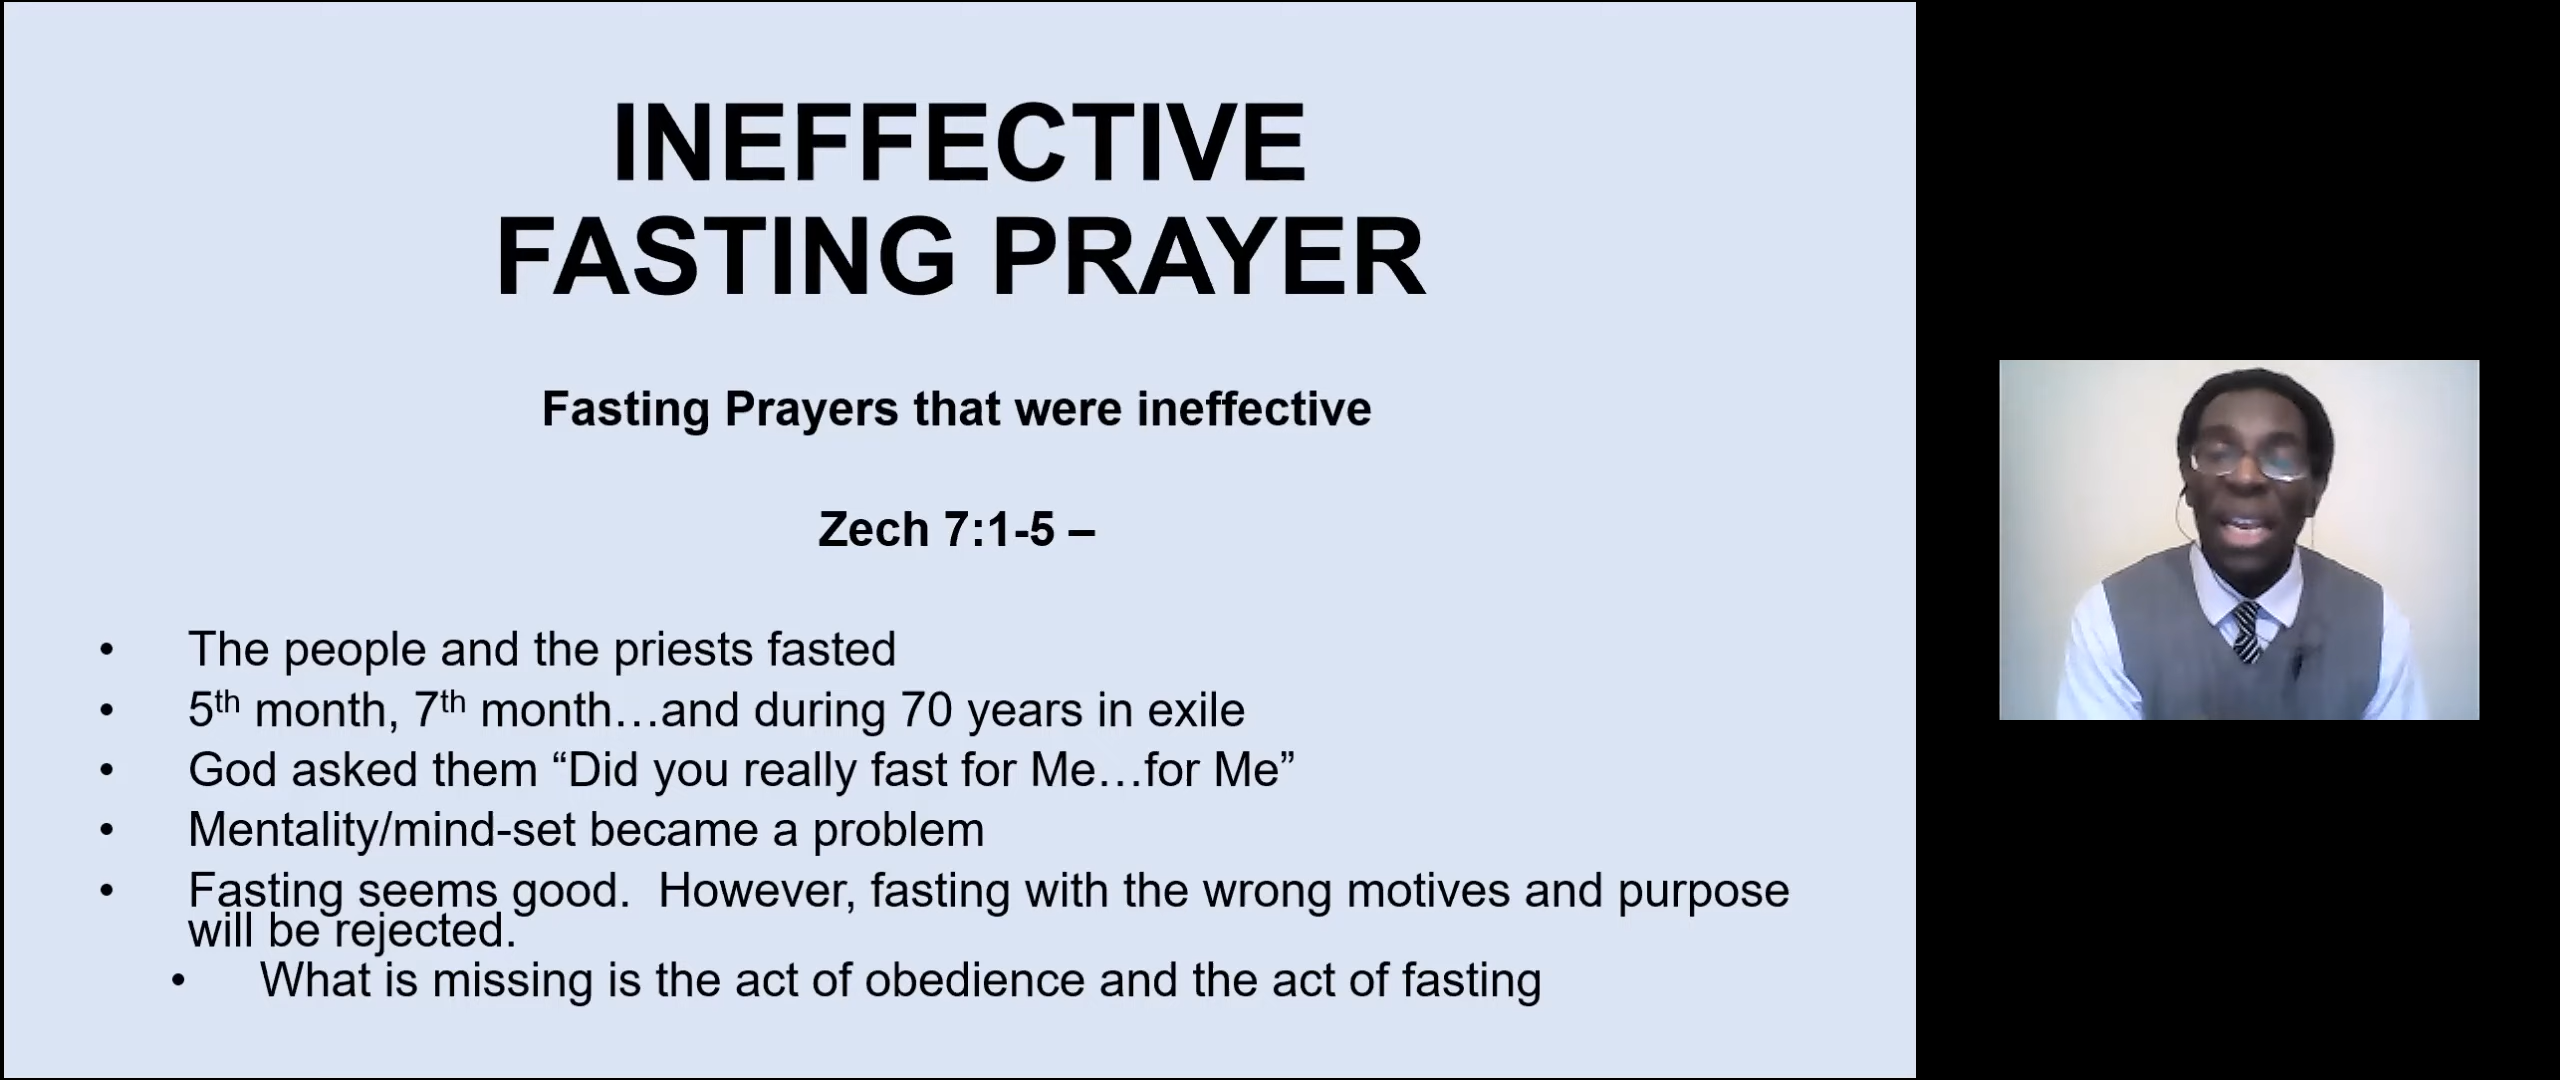 INEFFECTIVE
FASTING PRAYER
Fasting Prayers that were ineffective
Zech 7:1-5 –
• The people and the priests fasted
• 5th month, 7th month…and during 70 years in exile
• God asked them “Did you really fast for Me…for Me”
• Mentality/mind-set became a problem
• Fasting seems good.  However, fasting with the wrong motives and purpose
will be rejected.
• What is missing is the act of obedience and the act of fasting